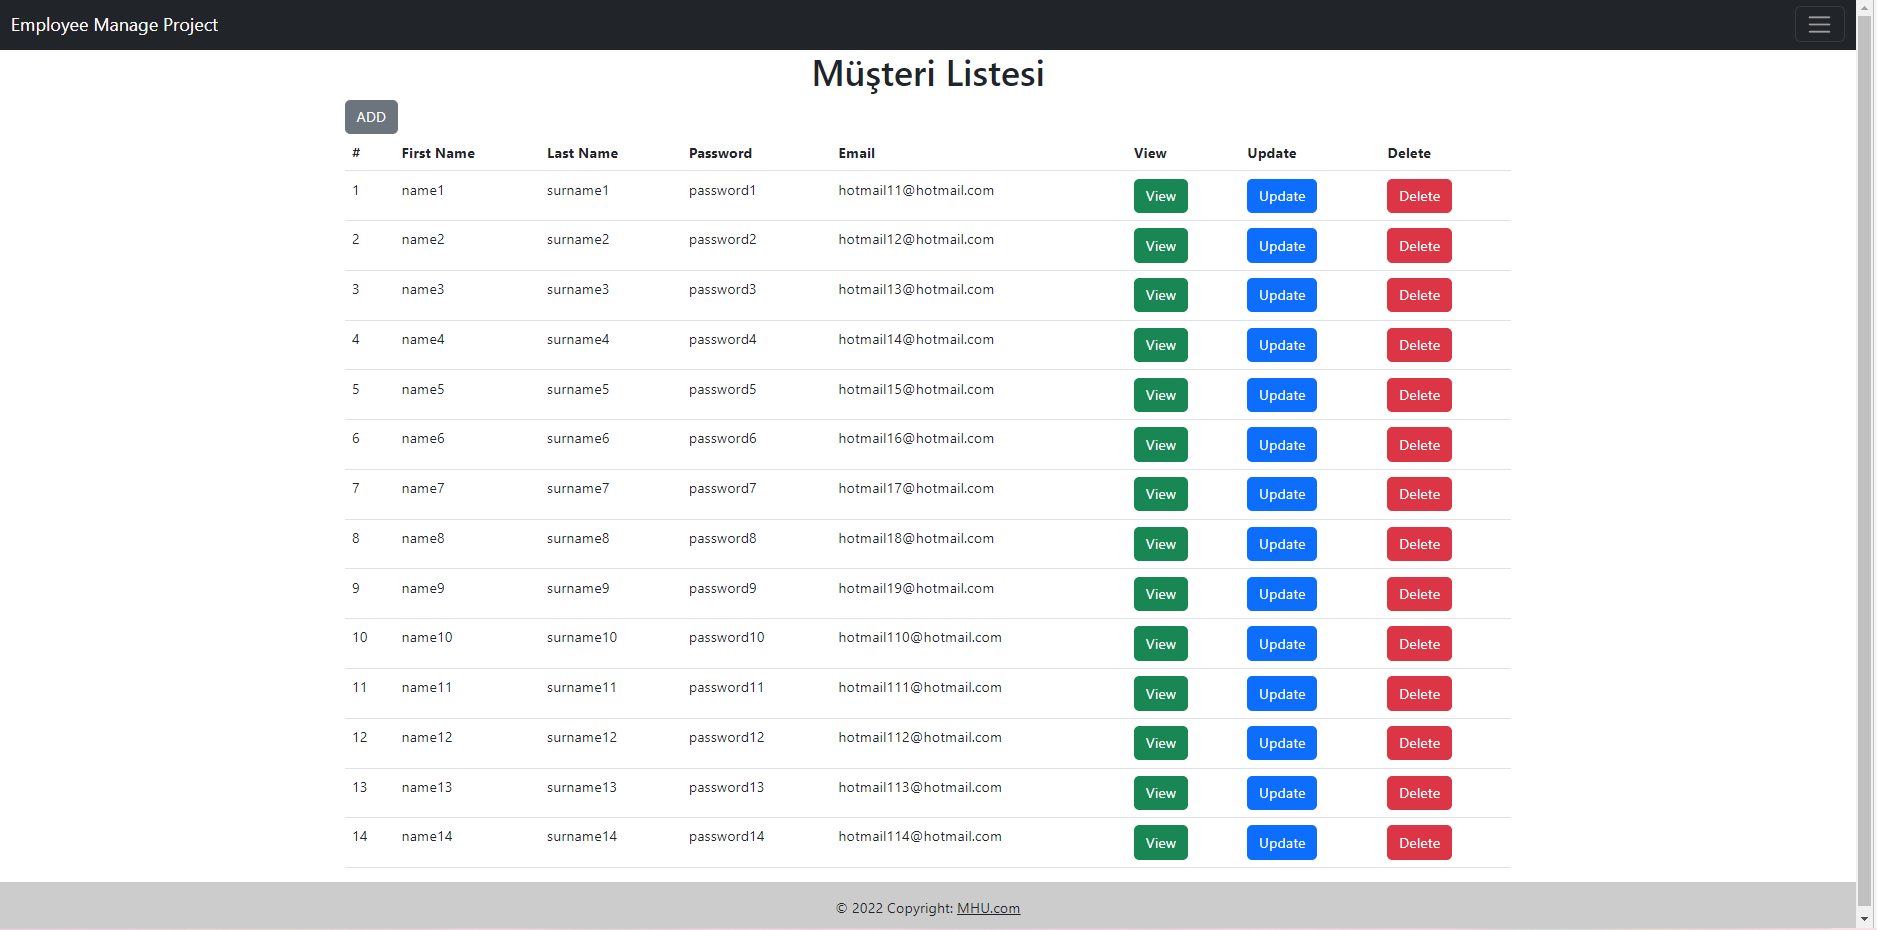 Employee Manage Project
Müşteri Listesi
ADD
# First Name Last Name Password Email View Update Delete
1 name1 surname1 password1 hotmail11@hotmail.com View Update Delete
2 name2 surname2 password2 hotmail12@hotmail.com View Update Delete
3 name3 surname3 password3 hotmail13@hotmail.com View Update Delete
4 name4 surname4 password4 hotmail14@hotmail.com View Update Delete
5 name5 surname5 password5 hotmail15@hotmail.com View Update Delete
6 name6 surname6 password6 hotmail16@hotmail.com View Update Delete
7 name7 surname7 password7 hotmail17@hotmail.com View Update Delete
8 name8 surname8 password8 hotmail18@hotmail.com View Update Delete
9 name9 surname9 password9 hotmail19@hotmail.com View Update Delete
10 name10 surname10 password10 hotmail110@hotmail.com View Update Delete
11 name11 surname11 password11 hotmail111@hotmail.com View Update Delete
12 name12 surname12 password12 hotmail112@hotmail.com View Update Delete
13 name13 surname13 password13 hotmail113@hotmail.com View Update Delete
14 name14 surname14 password14 hotmail114@hotmail.com View Update Delete
© 2022 Copyright: MHU.com